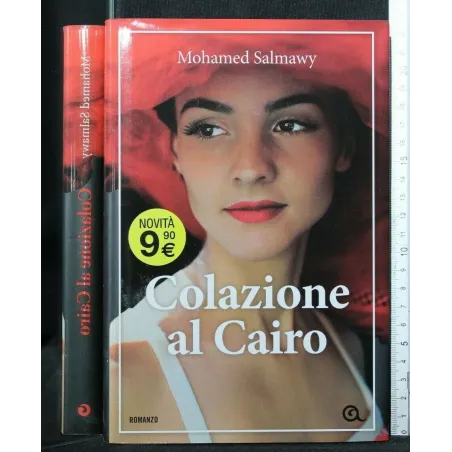 Mohamed Salmawy
NOVITÀ
9,90
€
Colazione
al Cairo
ROMANZO
Mohamed Salmawy
Colazione al Cairo